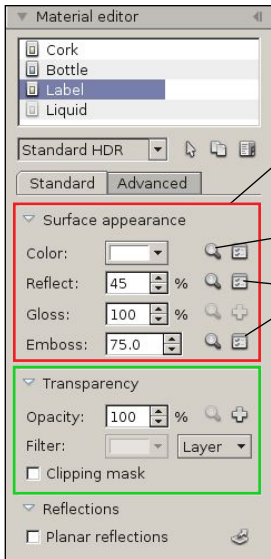 Material editor
Cork
Bottle
Label
Liquid
Standard HDR
Standard Advanced
Surface appearance
Color:
Reflect: 45 %
Gloss: 100 %
Emboss: 75.0
Transparency
Opacity: 100 %
Filter: Layer
Clipping mask
Reflections
Planar reflections